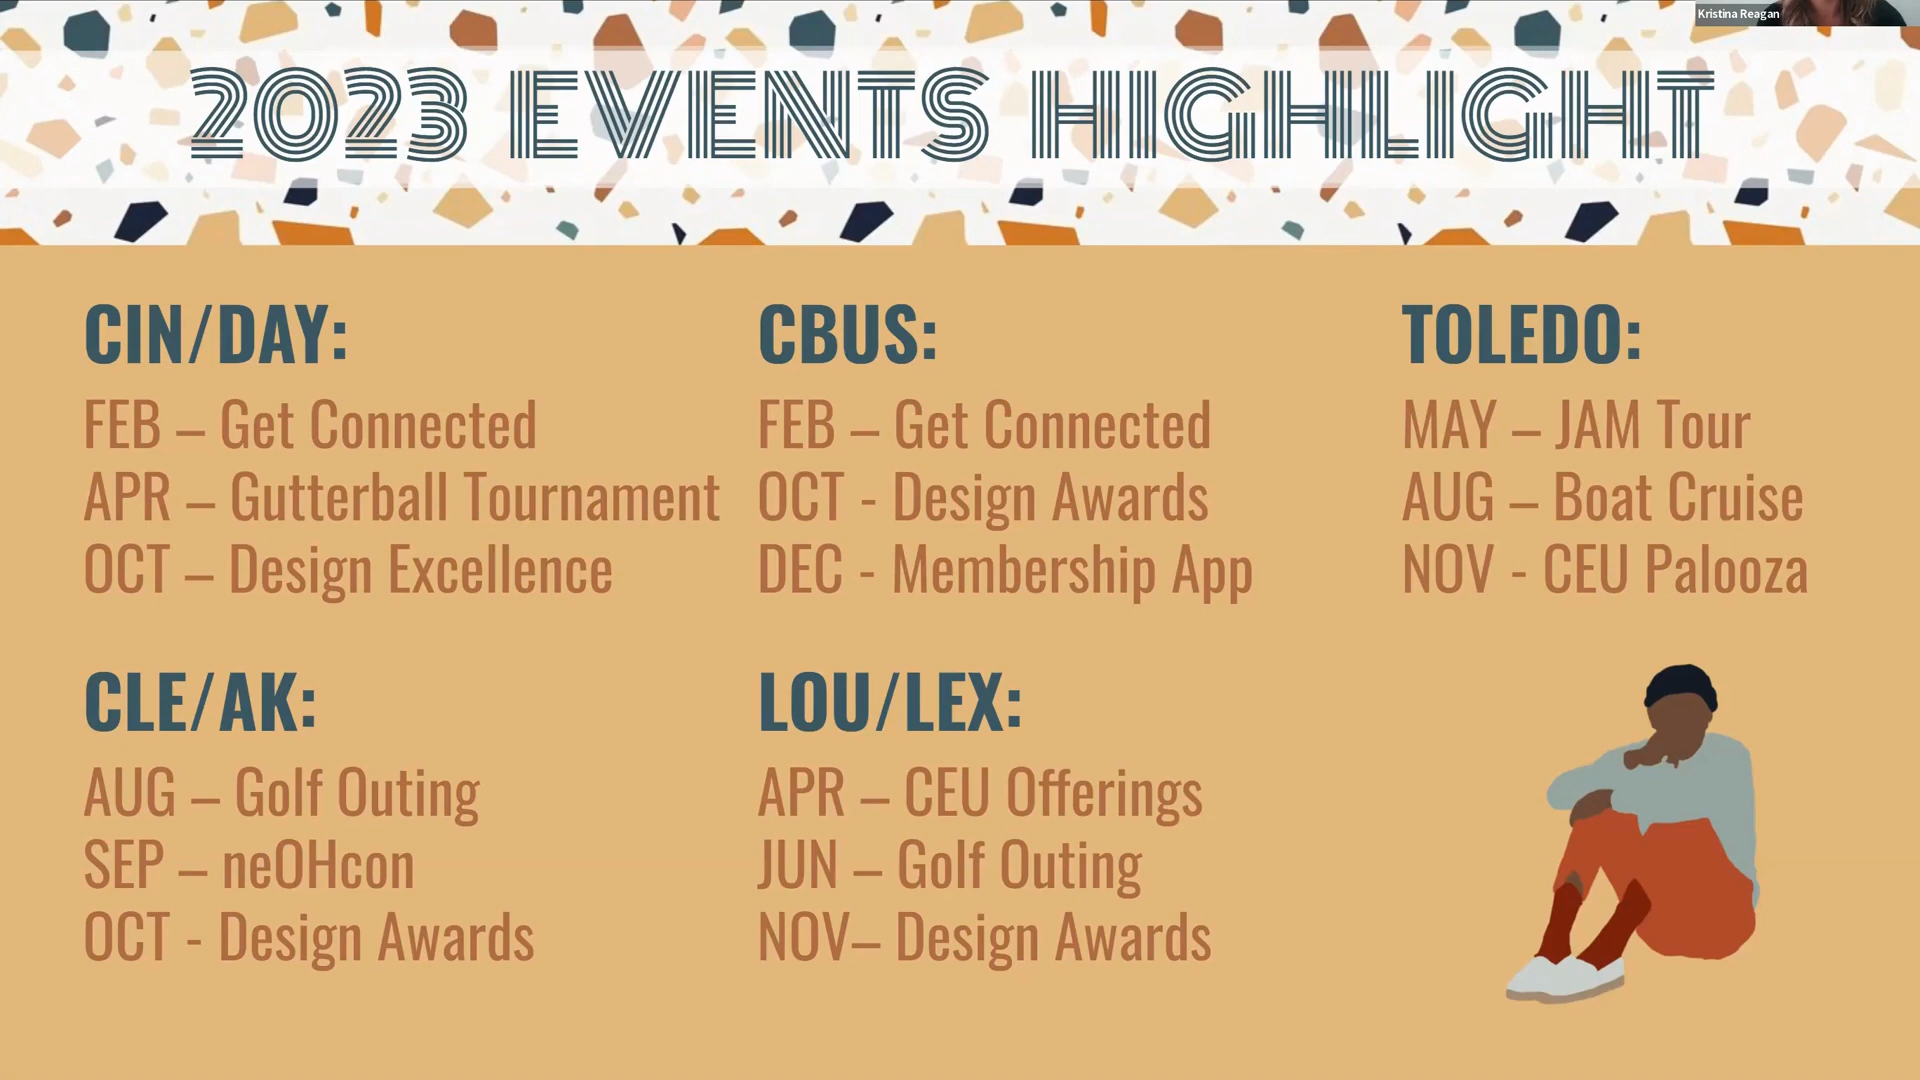 Kristina Reagan
2023 EVENTS HIGHLIGHT
CIN/DAY:
FEB – Get Connected
APR – Gutterball Tournament
OCT – Design Excellence
CBUS:
FEB – Get Connected
OCT - Design Awards
DEC - Membership App
TOLEDO:
MAY – JAM Tour
AUG – Boat Cruise
NOV - CEU Palooza
CLE/AK:
AUG – Golf Outing
SEP – neOHcon
OCT - Design Awards
LOU/LEX:
APR – CEU Offerings
JUN – Golf Outing
NOV– Design Awards